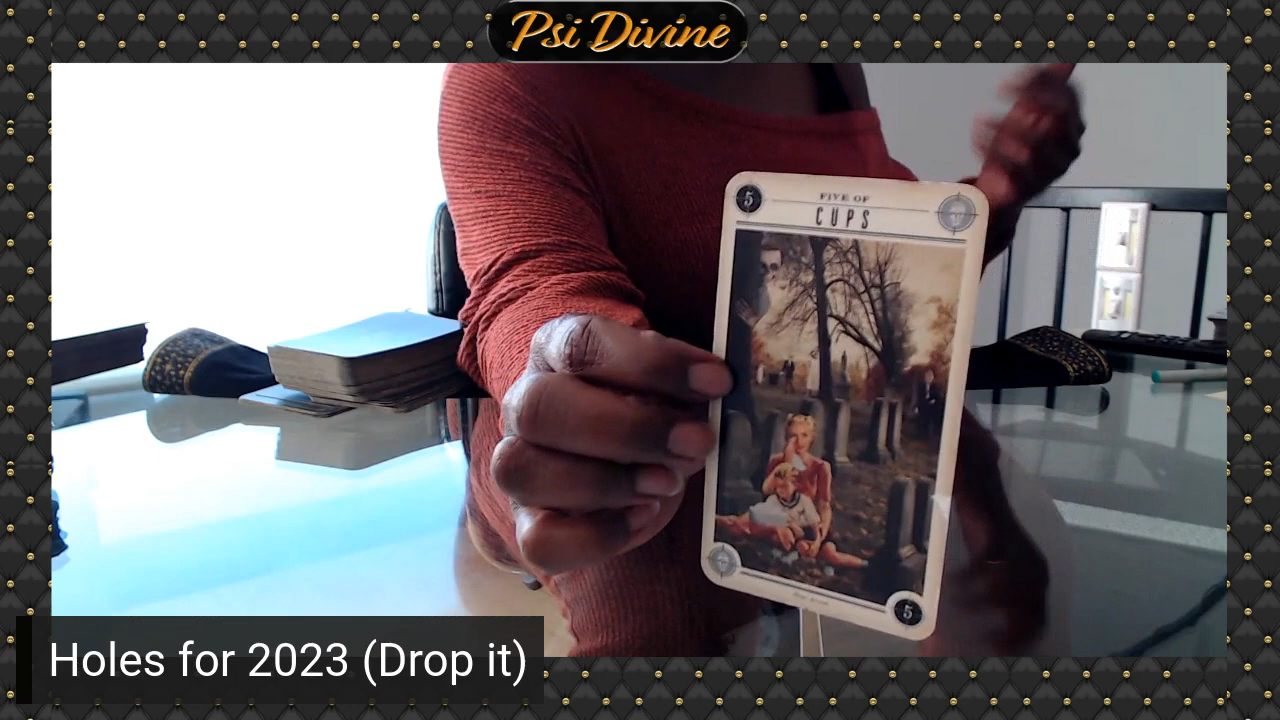 Psi Divine
5
FIVE OF
CUPS
5
Holes for 2023 (Drop it)